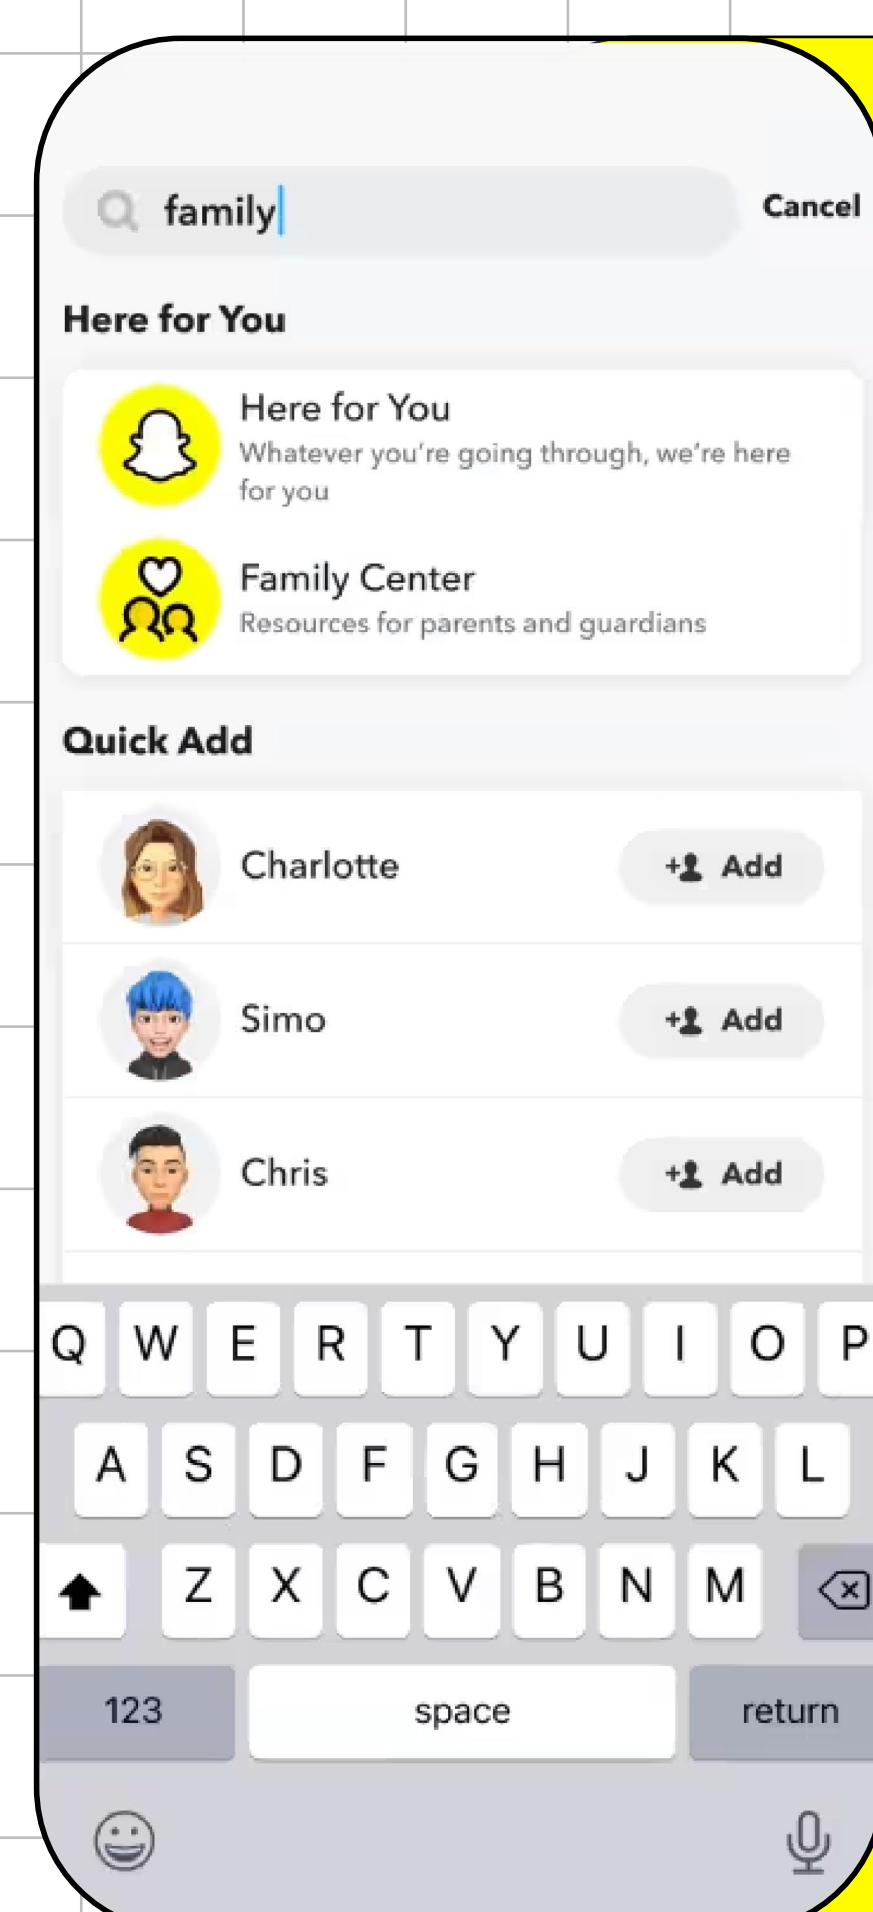 family
Cancel
Here for You
Here for You
Whatever you're going through, we're here
for you
Family Center
Resources for parents and guardians
Quick Add
Charlotte
Add
Simo
Add
Chris
Add
Q W E R T Y U I O P
A S D F G H J K L
Z X C V B N M
123 space return